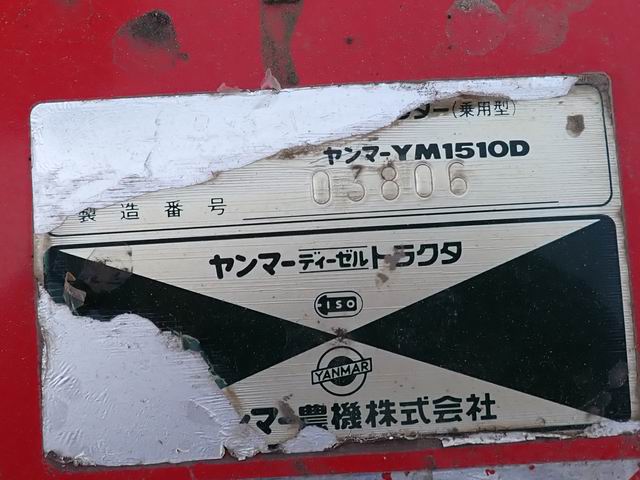 ター(乗用型)
ヤンマーYM1510D
製造番号 03806
ヤンマーディーゼルトラクタ
ISO
YANMAR
マー農機株式会社